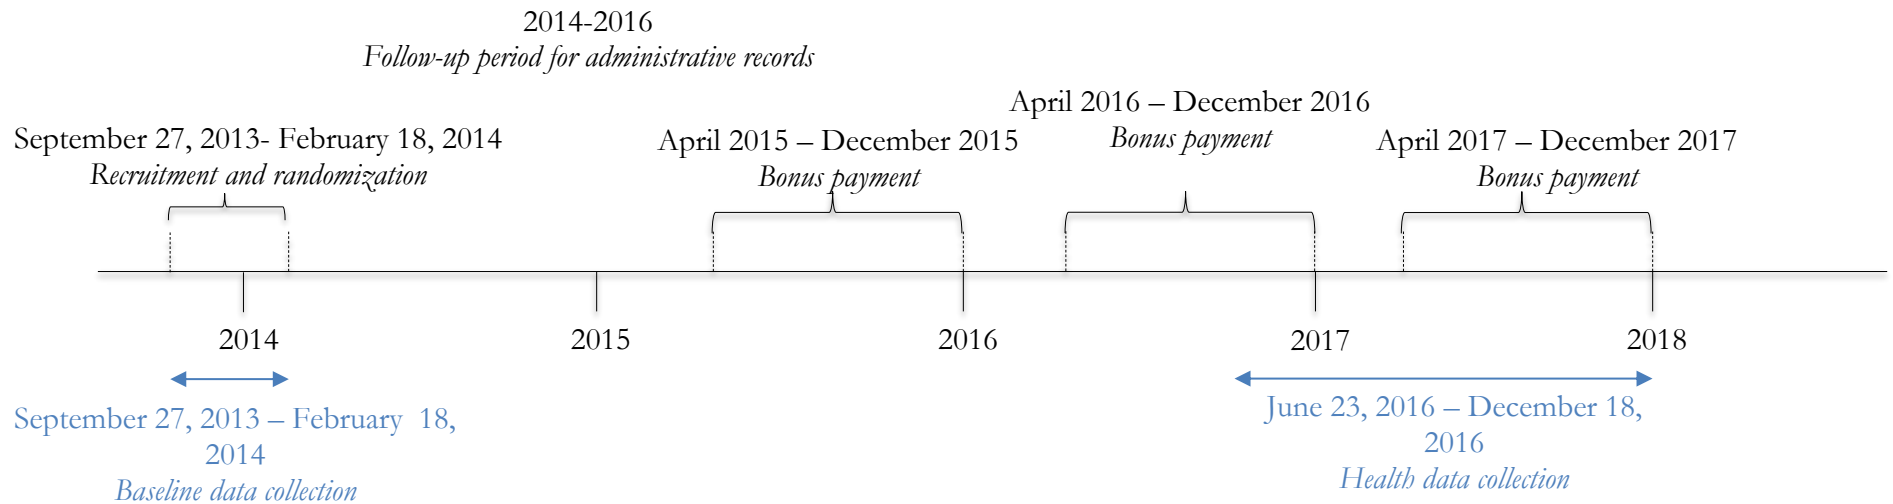 2014-2016
Follow-up period for administrative records
April 2016 – December 2016
Bonus payment
September 27, 2013- February 18, 2014
Recruitment and randomization
April 2015 – December 2015
Bonus payment
April 2017 – December 2017
Bonus payment
2014
2015
2016
2017
2018
September 27, 2013 – February 18,
2014
Baseline data collection
June 23, 2016 – December 18,
2016
Health data collection